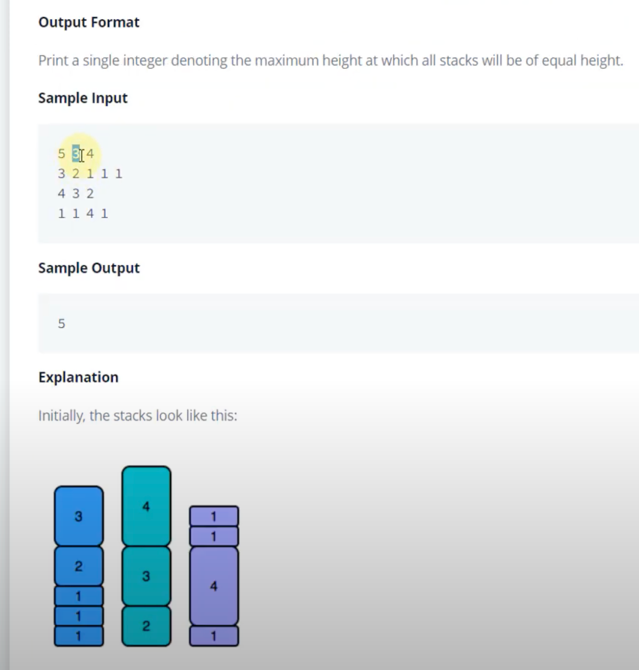 Output Format
Print a single integer denoting the maximum height at which all stacks will be of equal height.
Sample Input
5 3 4
3 2 1 1 1
4 3 2
1 1 4 1
Sample Output
5
Explanation
Initially, the stacks look like this:
3
2
1
1
1
4
3
2
1
1
4
1